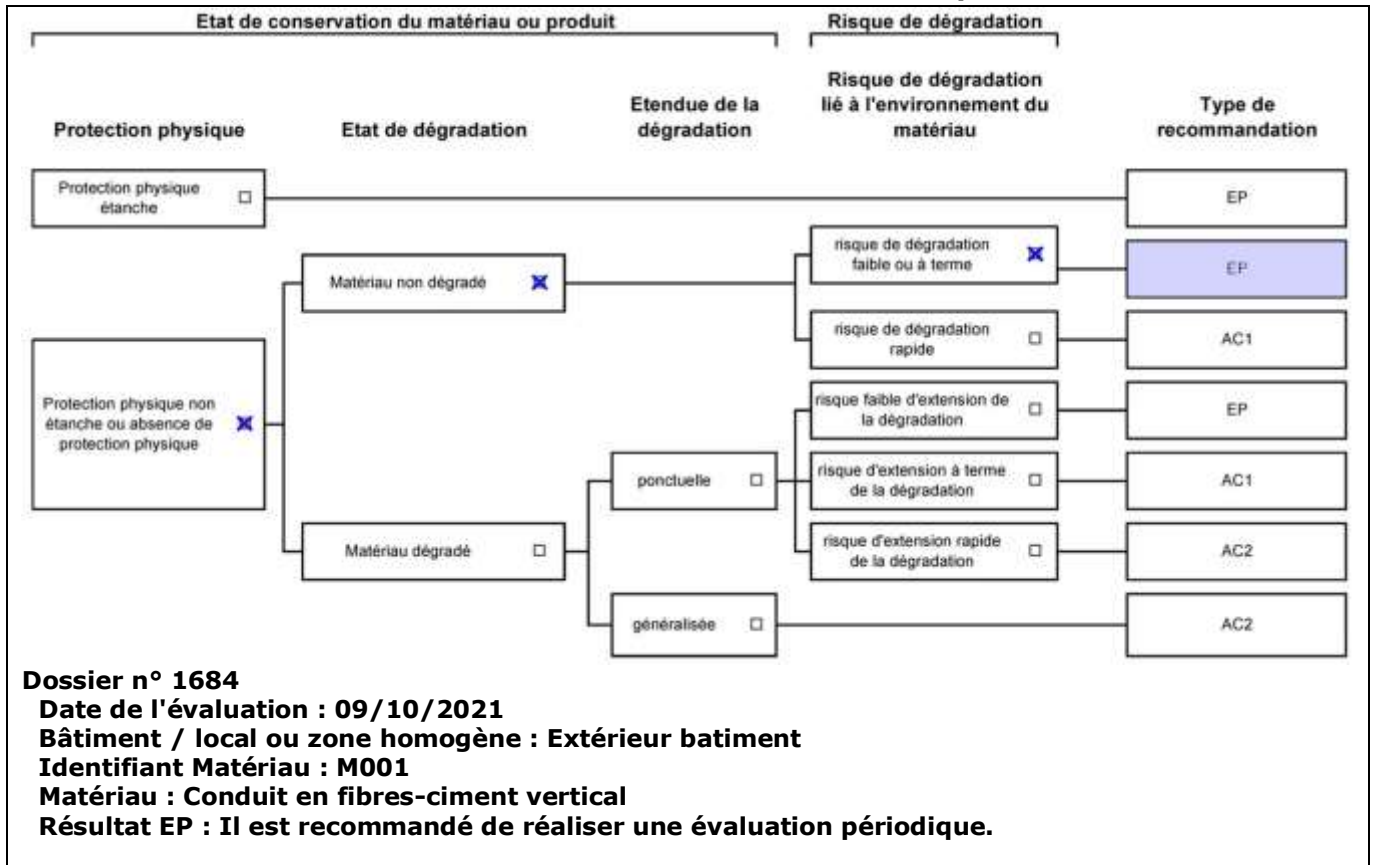 Etat de conservation du matériau ou produit
Risque de dégradation
Protection physique
Etat de dégradation
Etendue de la
dégradation
Risque de dégradation
lié à l'environnement du
matériau
Type de
recommandation
Protection physique
étanche
EP
risque de dégradation
faible ou à terme
EP
Matériau non dégradé
risque de dégradation
rapide
AC1
Protection physique non
étanche ou absence de
protection physique
risque faible d'extension de
la dégradation
EP
ponctuelle
risque d'extension à terme
de la dégradation
AC1
Matériau dégradé
risque d'extension rapide
de la dégradation
AC2
généralisée
AC2
Dossier n° 1684
Date de l'évaluation : 09/10/2021
Bâtiment / local ou zone homogène : Extérieur batiment
Identifiant Matériau : M001
Matériau : Conduit en fibres-ciment vertical
Résultat EP : Il est recommandé de réaliser une évaluation périodique.